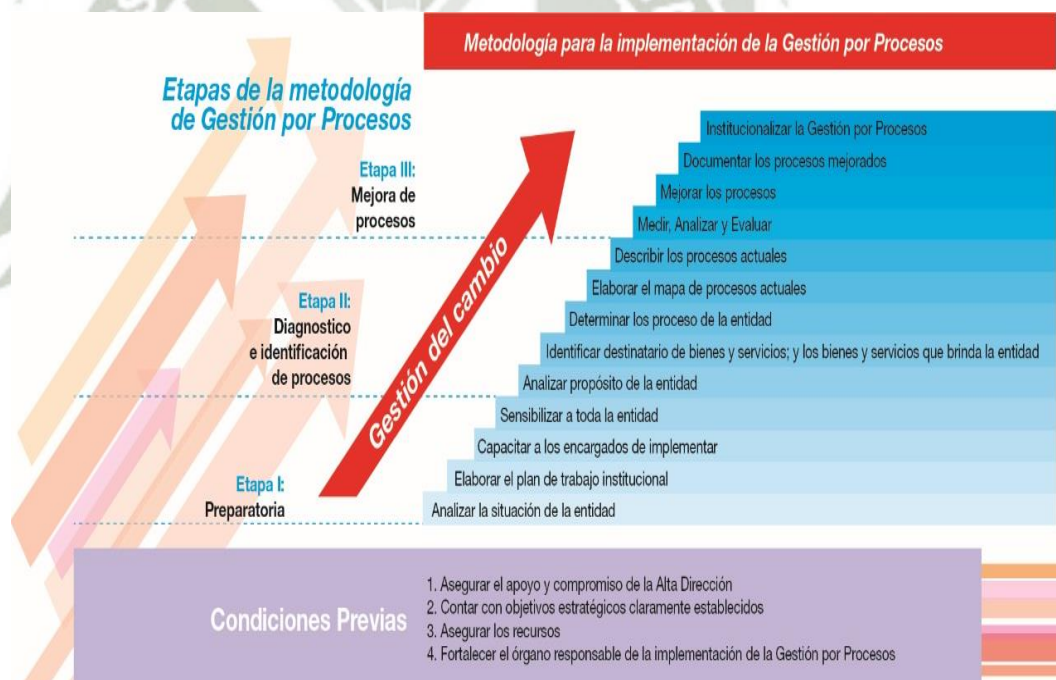 Metodología para la implementación de la Gestión por Procesos
Etapas de la metodología
de Gestión por Procesos
Etapa III:
Mejora de
procesos
Etapa II:
Diagnostico
e identificación
de procesos
Etapa I:
Preparatoria
Gestión del cambio
Institucionalizar la Gestión por Procesos
Documentar los procesos mejorados
Mejorar los procesos
Medir, Analizar y Evaluar
Describir los procesos actuales
Elaborar el mapa de procesos actuales
Determinar los proceso de la entidad
Identificar destinatario de bienes y servicios; y los bienes y servicios que brinda la entidad
Analizar propósito de la entidad
Sensibilizar a toda la entidad
Capacitar a los encargados de implementar
Elaborar el plan de trabajo institucional
Analizar la situación de la entidad
Condiciones Previas
1. Asegurar el apoyo y compromiso de la Alta Dirección
2. Contar con objetivos estratégicos claramente establecidos
3. Asegurar los recursos
4. Fortalecer el órgano responsable de la implementación de la Gestión por Procesos